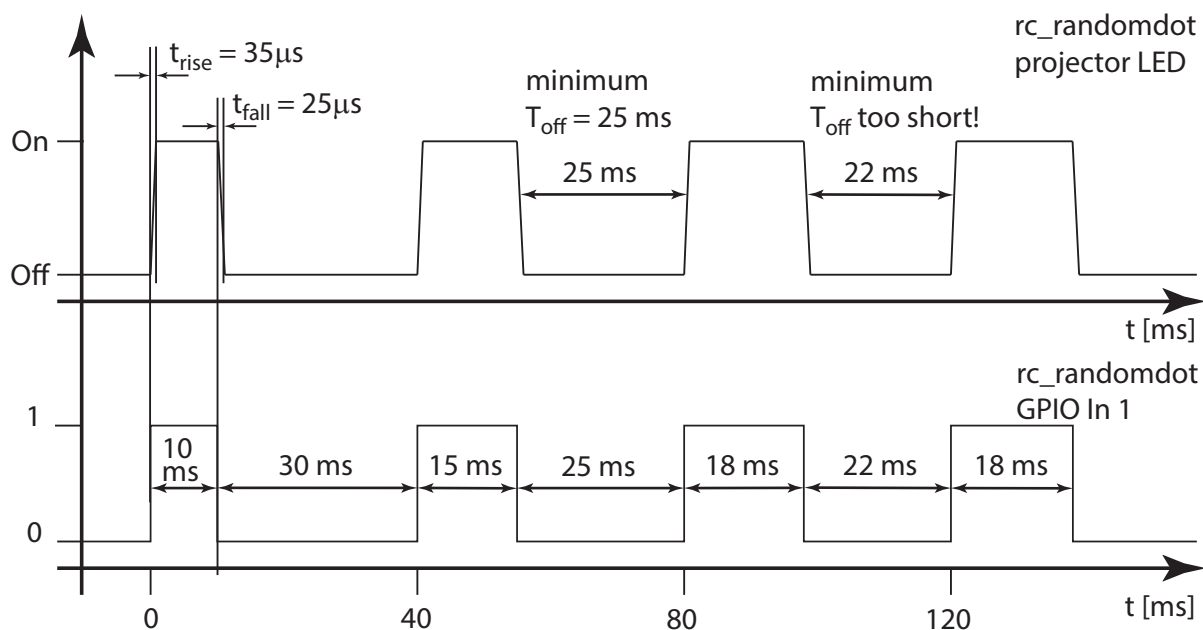 rc_randomdot
projector LED
t_rise = 35µs
t_fall = 25µs
minimum
T_off = 25 ms
minimum
T_off too short!
On
25 ms
22 ms
Off
t [ms]
rc_randomdot
GPIO In 1
1
10
ms
30 ms
15 ms
25 ms
18 ms
22 ms
18 ms
0
0
40
80
120
t [ms]